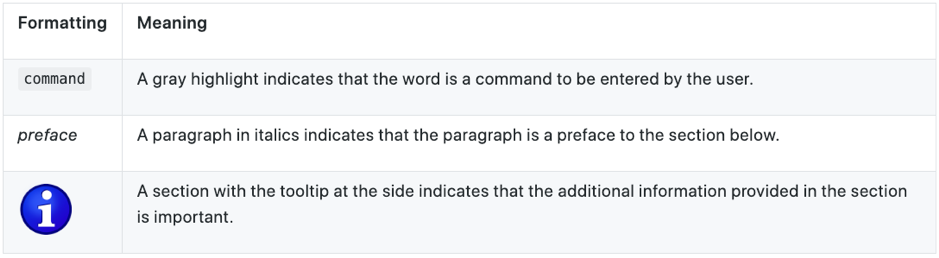 Formatting Meaning
command A gray highlight indicates that the word is a command to be entered by the user.
preface A paragraph in italics indicates that the paragraph is a preface to the section below.
i A section with the tooltip at the side indicates that the additional information provided in the section
is important.